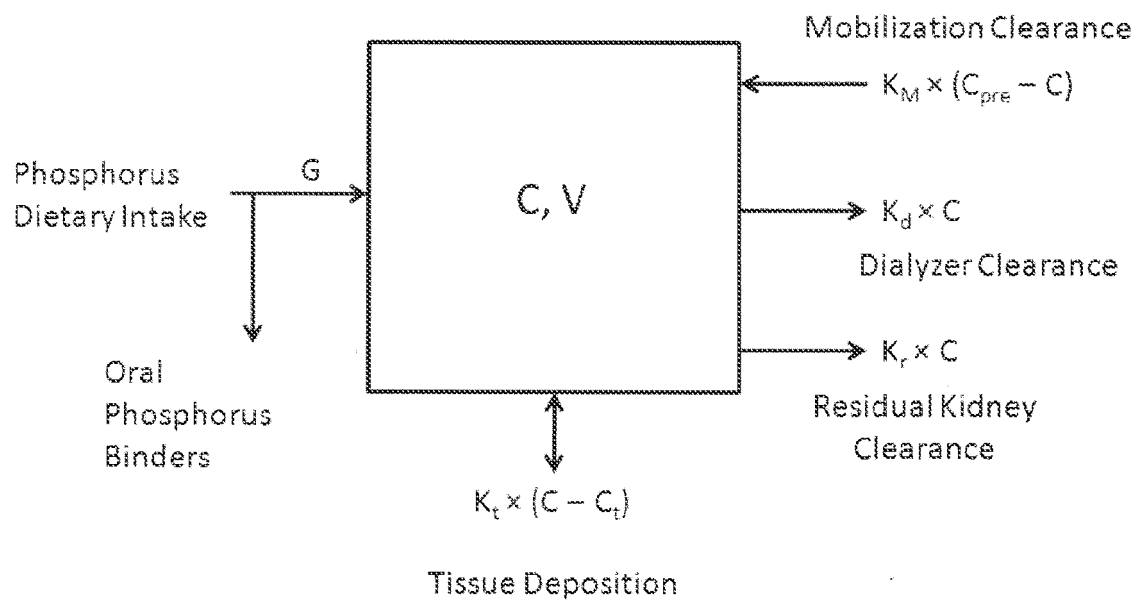 Mobilization Clearance
K_M × (C_pre – C)
Phosphorus
Dietary Intake
G
C, V
K_d × C
Dialyzer Clearance
Oral
Phosphorus
Binders
K_r × C
Residual Kidney
Clearance
K_t × (C – C_t)
Tissue Deposition